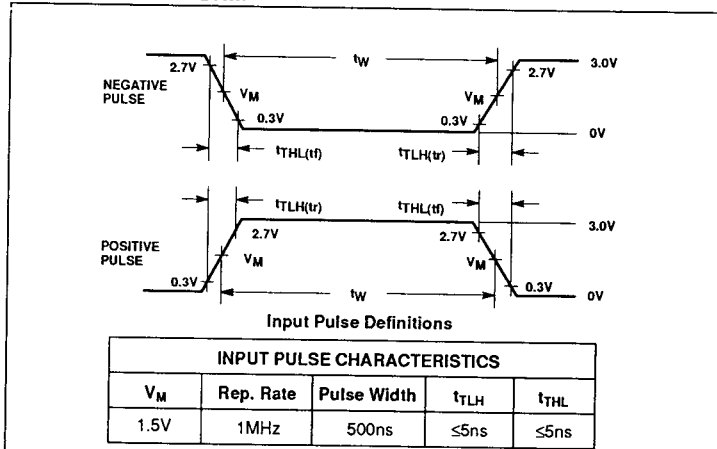 tW
2.7V
2.7V
3.0V
NEGATIVE
PULSE
VM
VM
0.3V
0.3V
0V
tTHL(tf)
tTLH(tr)
tTLH(tr)
tTHL(tf)
3.0V
2.7V
2.7V
POSITIVE
PULSE
VM
VM
0.3V
0.3V
0V
tW
Input Pulse Definitions
INPUT PULSE CHARACTERISTICS
VM Rep. Rate Pulse Width tTLH tTHL
1.5V 1MHz 500ns ≤5ns ≤5ns